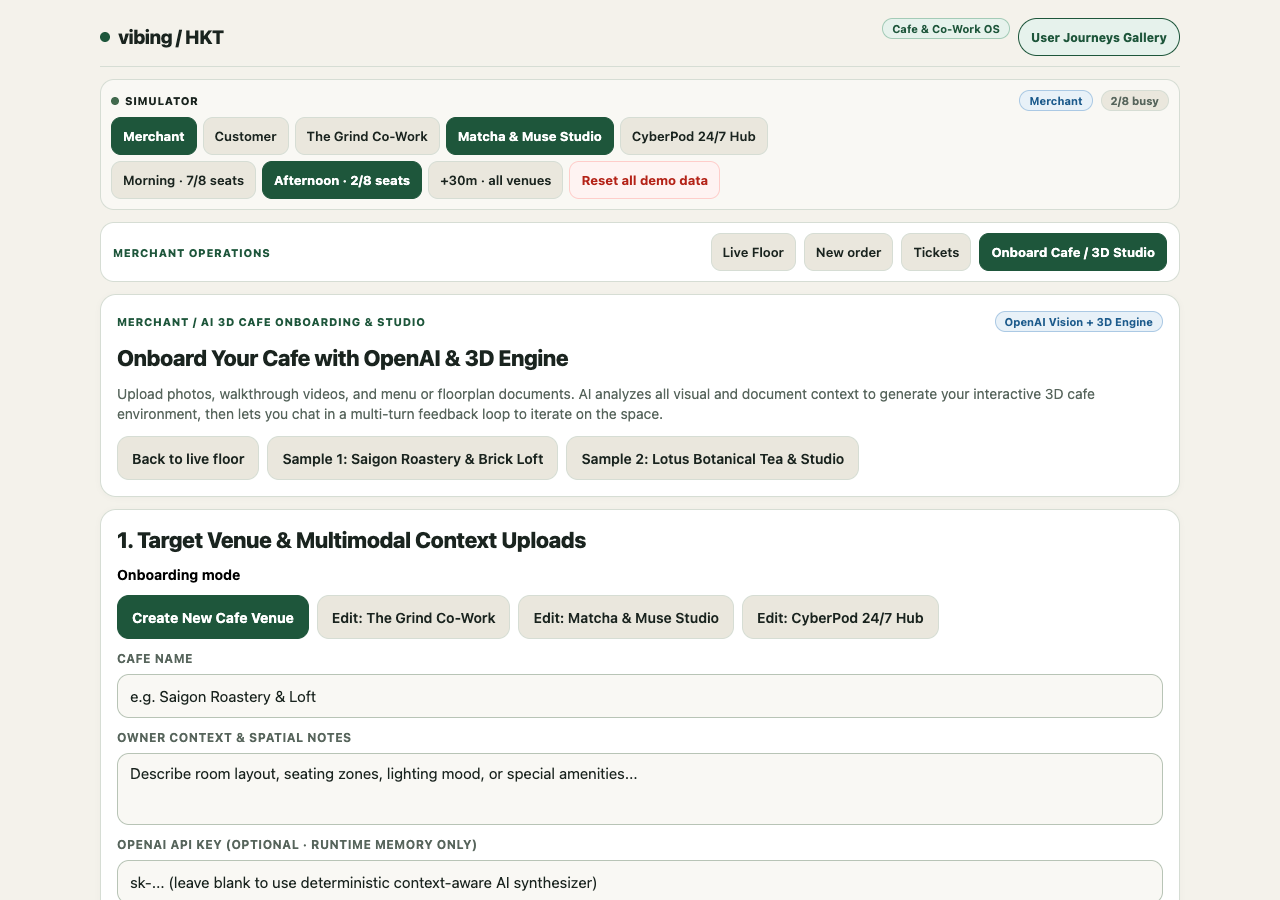 vibing / HKT
Cafe & Co-Work OS
User Journeys Gallery
SIMULATOR
Merchant
2/8 busy
Merchant
Customer
The Grind Co-Work
Matcha & Muse Studio
CyberPod 24/7 Hub
Morning · 7/8 seats
Afternoon · 2/8 seats
+30m · all venues
Reset all demo data
MERCHANT OPERATIONS
Live Floor
New order
Tickets
Onboard Cafe / 3D Studio
MERCHANT / AI 3D CAFE ONBOARDING & STUDIO
OpenAI Vision + 3D Engine
Onboard Your Cafe with OpenAI & 3D Engine
Upload photos, walkthrough videos, and menu or floorplan documents. AI analyzes all visual and document context to generate your interactive 3D cafe
environment, then lets you chat in a multi-turn feedback loop to iterate on the space.
Back to live floor
Sample 1: Saigon Roastery & Brick Loft
Sample 2: Lotus Botanical Tea & Studio
1. Target Venue & Multimodal Context Uploads
Onboarding mode
Create New Cafe Venue
Edit: The Grind Co-Work
Edit: Matcha & Muse Studio
Edit: CyberPod 24/7 Hub
CAFE NAME
e.g. Saigon Roastery & Loft
OWNER CONTEXT & SPATIAL NOTES
Describe room layout, seating zones, lighting mood, or special amenities...
OPENAI API KEY (OPTIONAL · RUNTIME MEMORY ONLY)
sk-... (leave blank to use deterministic context-aware AI synthesizer)